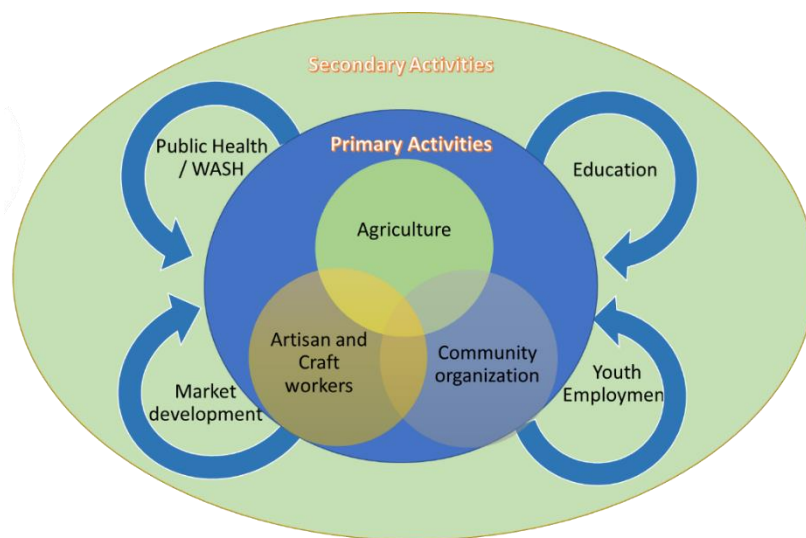 Secondary Activities
Public Health
/ WASH
Primary Activities
Education
Agriculture
Artisan and
Craft
workers
Community
organization
Market
development
Youth
Employmen